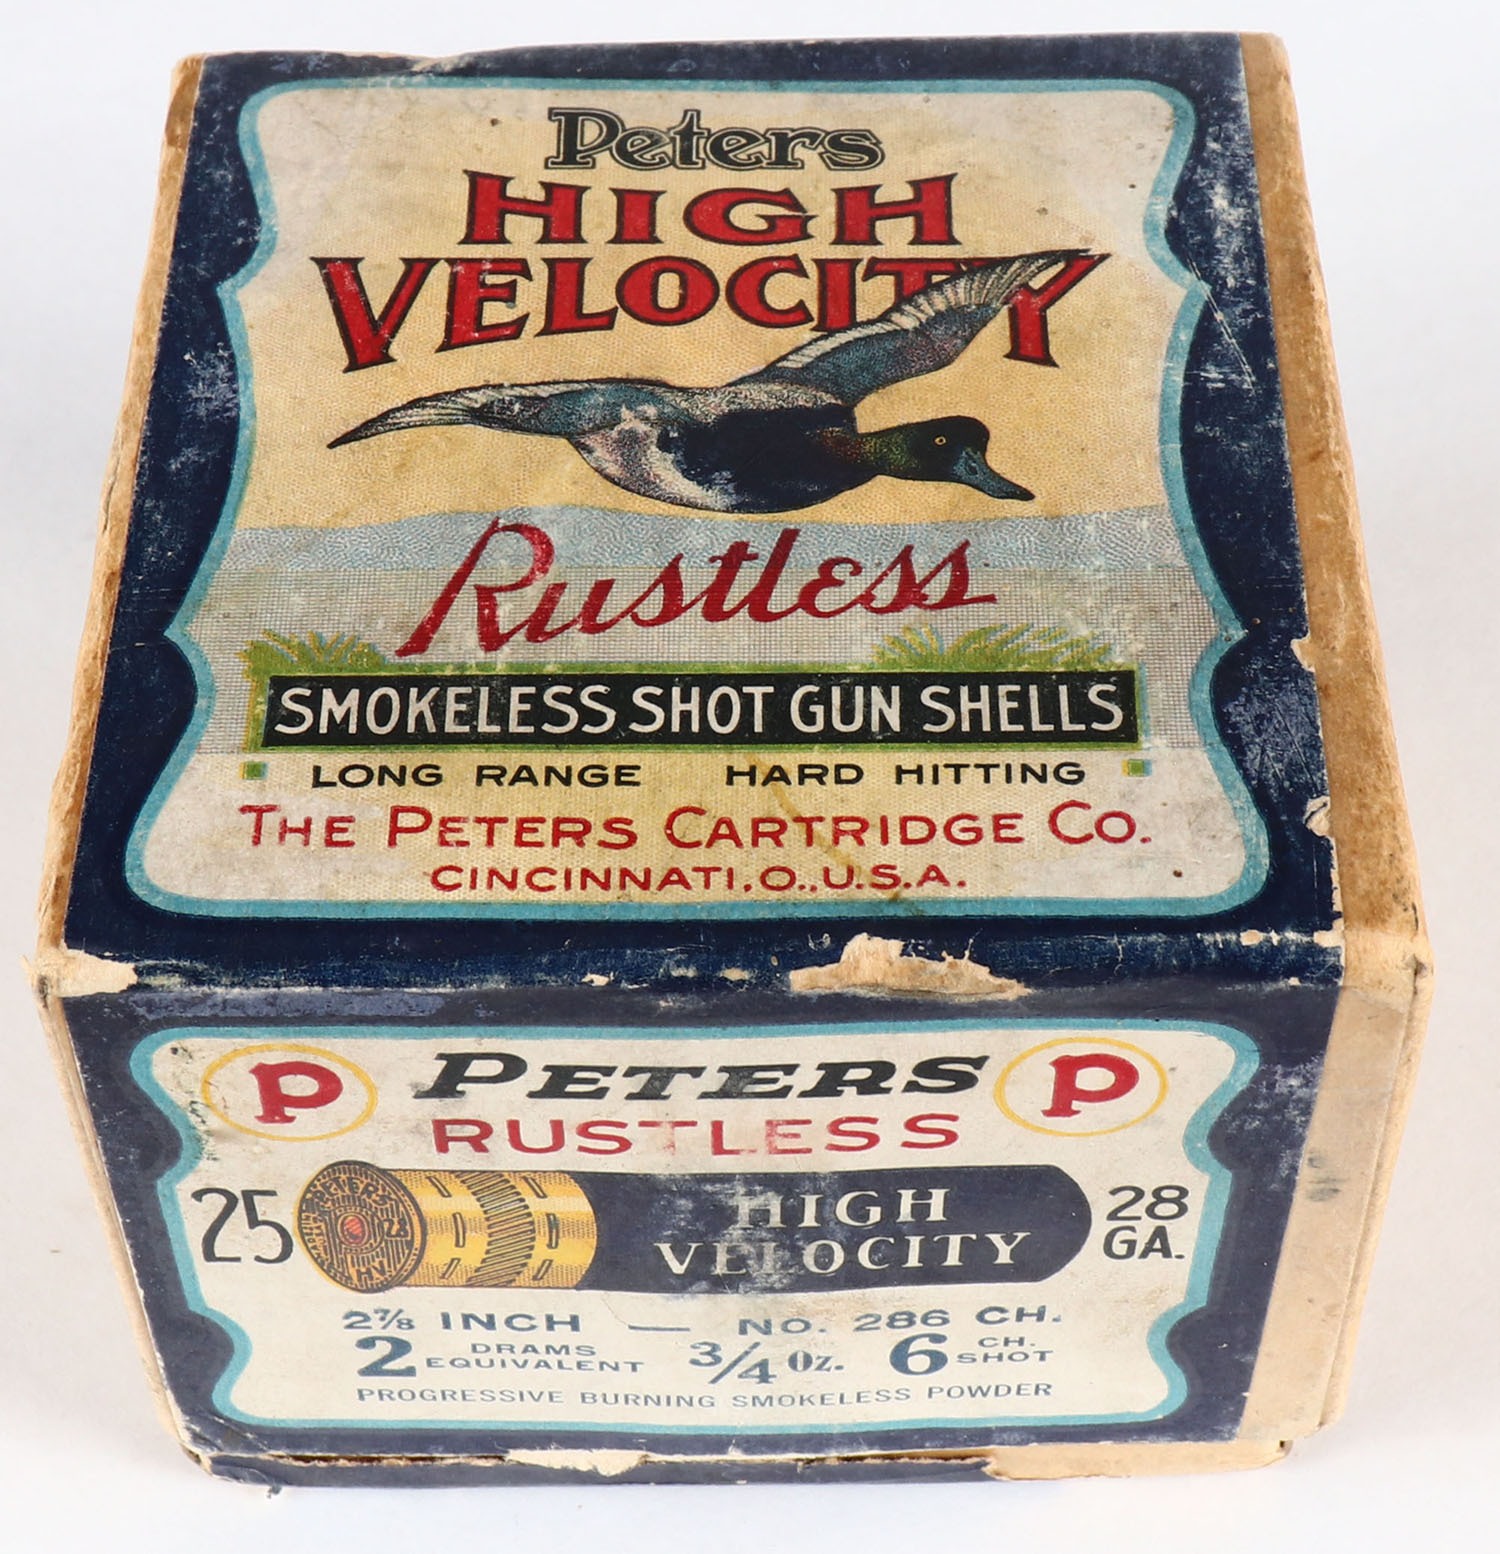 Peters
HIGH
VELOCITY
Rustless
SMOKELESS SHOT GUN SHELLS
LONG RANGE HARD HITTING
THE PETERS CARTRIDGE CO.
CINCINNATI, O., U.S.A.
P PETERS P
RUSTLESS
25 PETERS 28 HIGH 28
VELOCITY GA.
2⅞ INCH — NO. 286 CH.
2 DRAMS EQUIVALENT 3/4 Oz. 6 CH. SHOT
PROGRESSIVE BURNING SMOKELESS POWDER